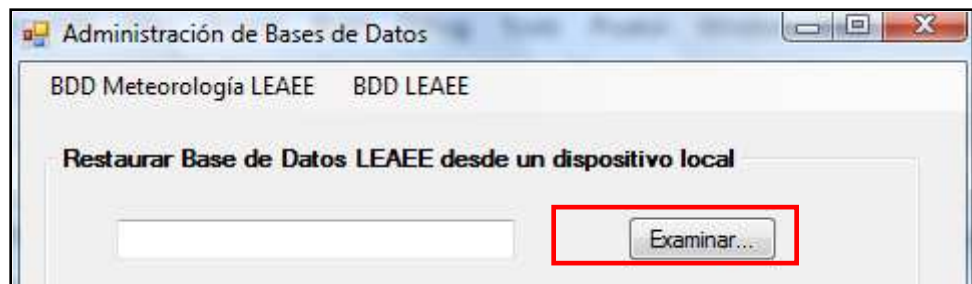 Administración de Bases de Datos
BDD Meteorología LEAEE BDD LEAEE
Restaurar Base de Datos LEAEE desde un dispositivo local
Examinar...